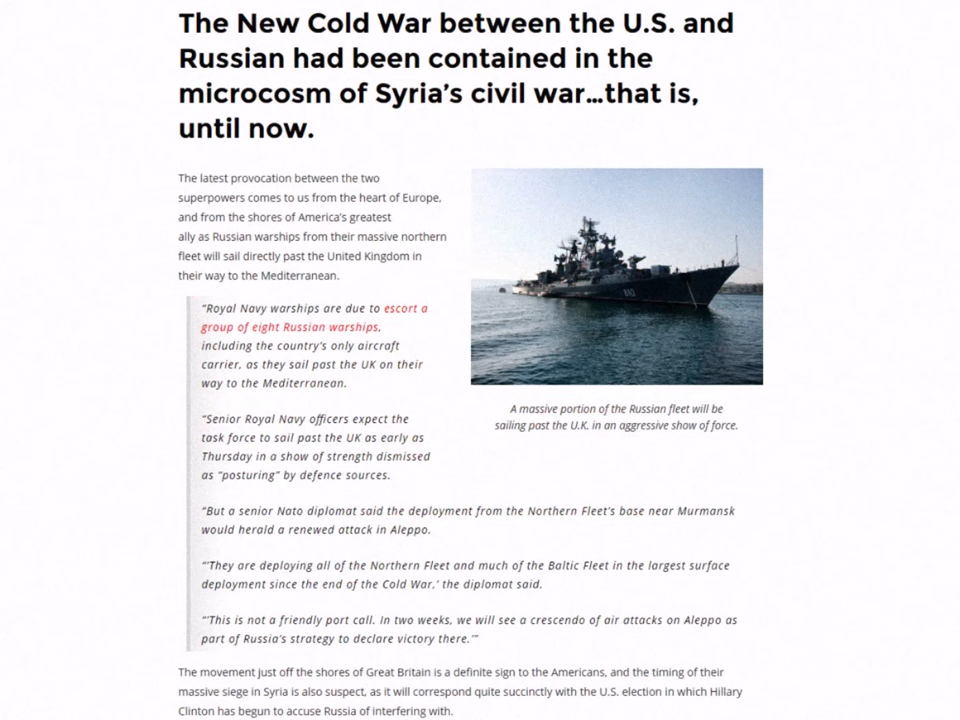 The New Cold War between the U.S. and
Russian had been contained in the
microcosm of Syria’s civil war...that is,
until now.
The latest provocation between the two
superpowers comes to us from the heart of Europe,
and from the shores of America’s greatest
ally as Russian warships from their massive northern
fleet will sail directly past the United Kingdom in
their way to the Mediterranean.
“Royal Navy warships are due to escort a
group of eight Russian warships,
including the country’s only aircraft
carrier, as they sail past the UK on their
way to the Mediterranean.
“Senior Royal Navy officers expect the
task force to sail past the UK as early as
Thursday in a show of strength dismissed
as “posturing” by defence sources.
“But a senior Nato diplomat said the deployment from the Northern Fleet’s base near Murmansk
would herald a renewed attack in Aleppo.
“‘They are deploying all of the Northern Fleet and much of the Baltic Fleet in the largest surface
deployment since the end of the Cold War,’ the diplomat said.
“‘This is not a friendly port call. In two weeks, we will see a crescendo of air attacks on Aleppo as
part of Russia’s strategy to declare victory there.’”
A massive portion of the Russian fleet will be
sailing past the U.K. in an aggressive show of force.
The movement just off the shores of Great Britain is a definite sign to the Americans, and the timing of their
massive siege in Syria is also suspect, as it will correspond quite succinctly with the U.S. election in which Hillary
Clinton has begun to accuse Russia of interfering with.